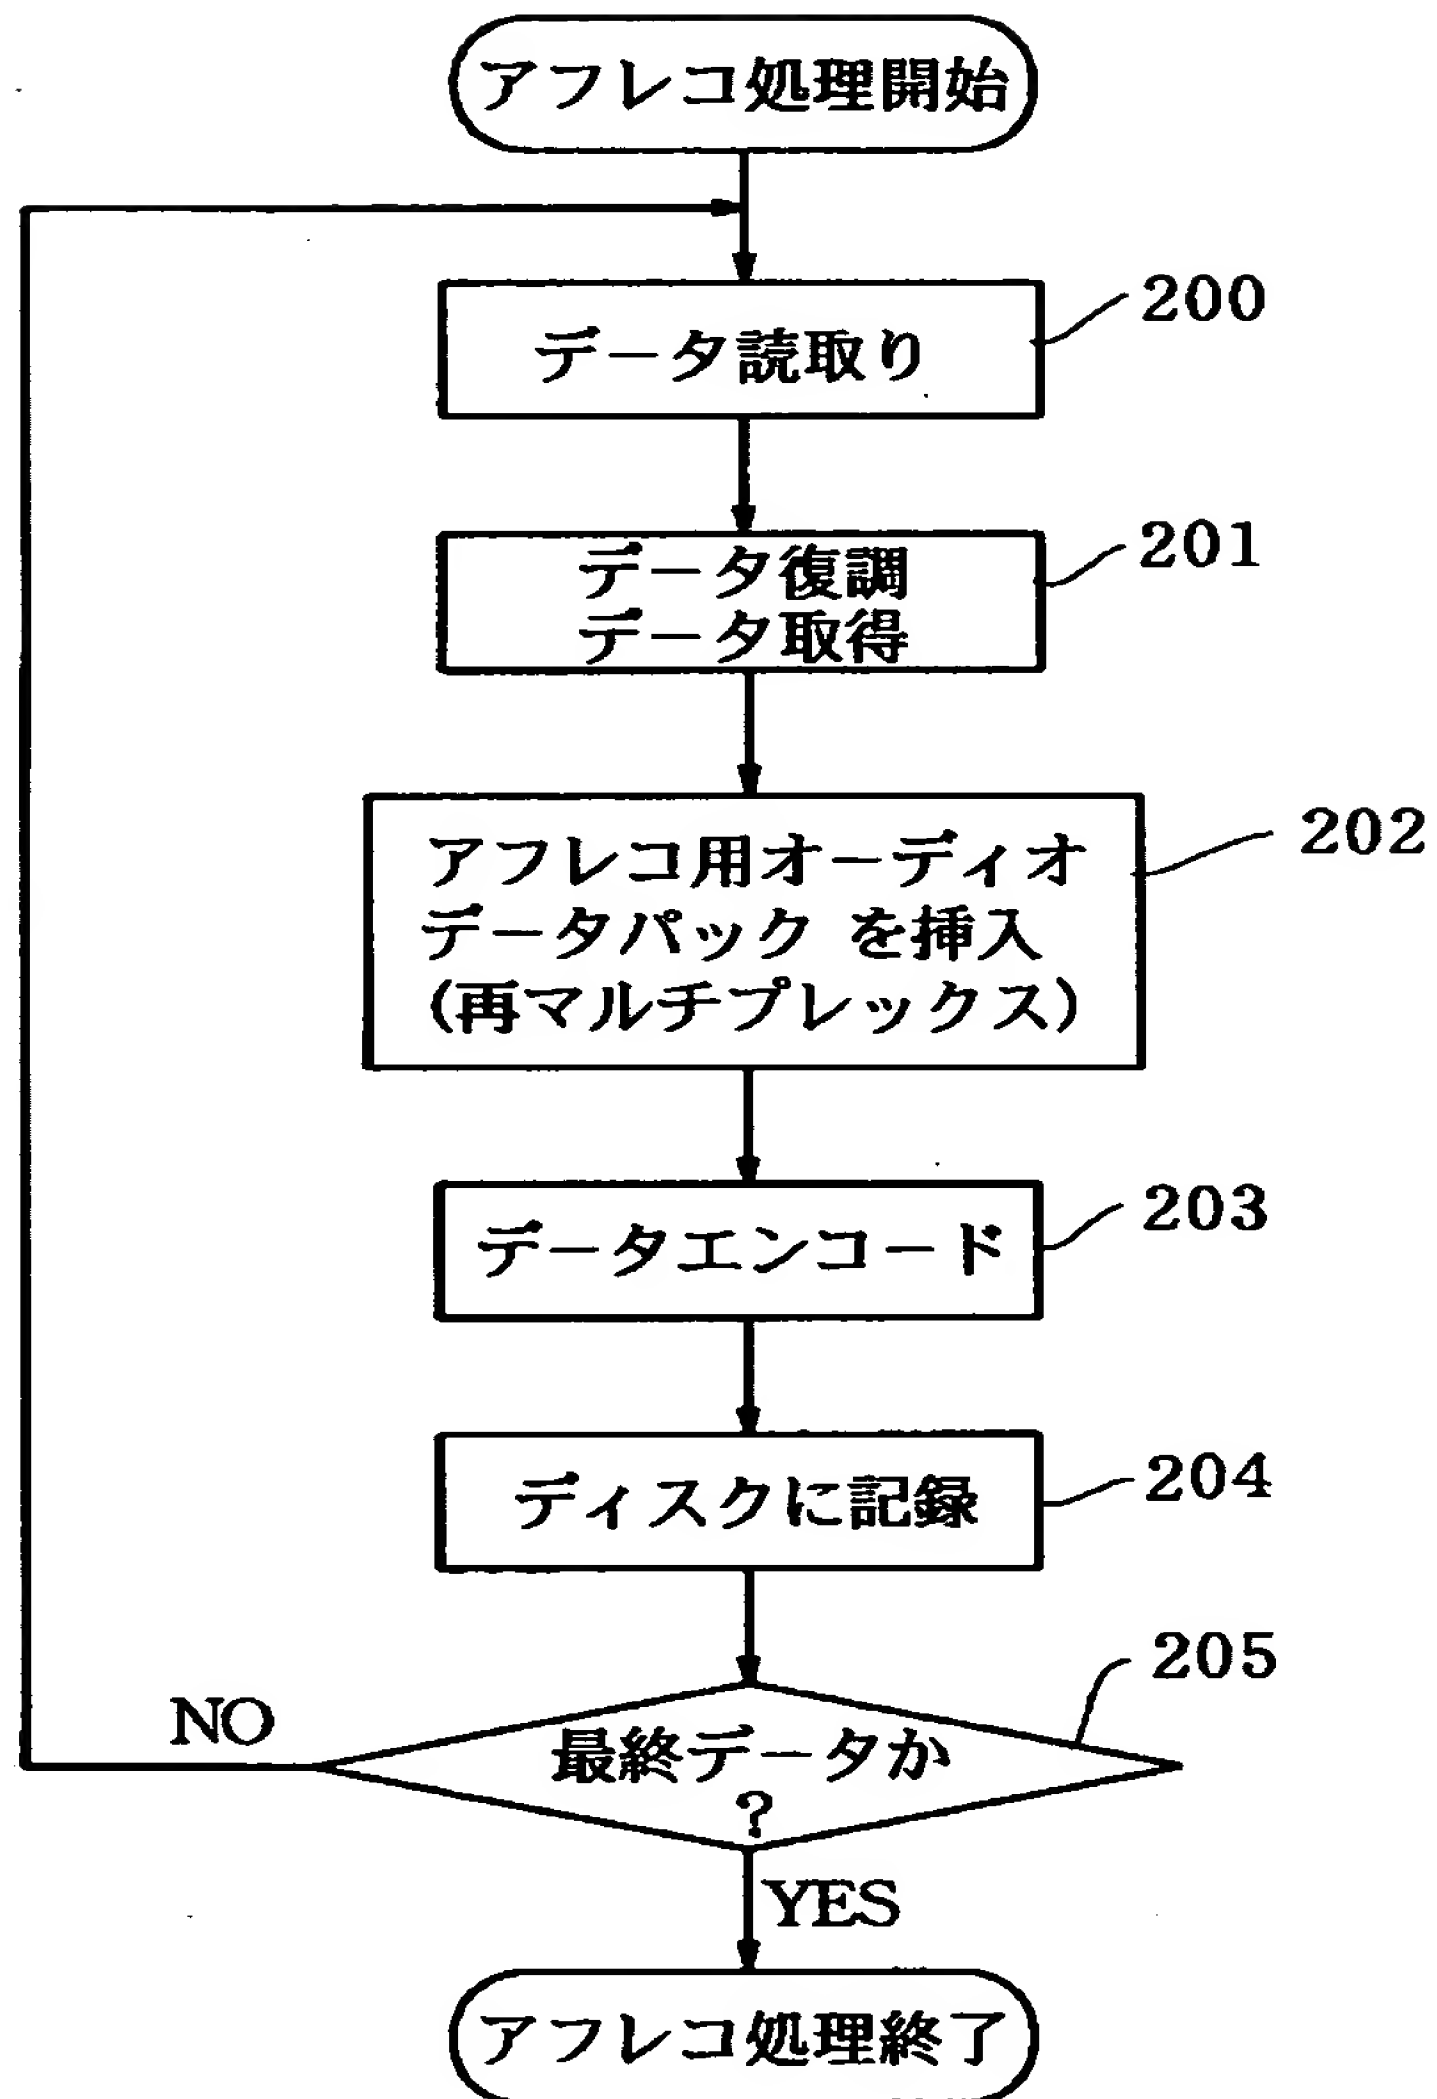 アフレコ処理開始
データ読取り
200
データ復調
データ取得
201
アフレコ用オーディオ
データパック を挿入
(再マルチプレックス)
202
データエンコード
203
ディスクに記録
204
最終データか
?
205
NO
YES
アフレコ処理終了